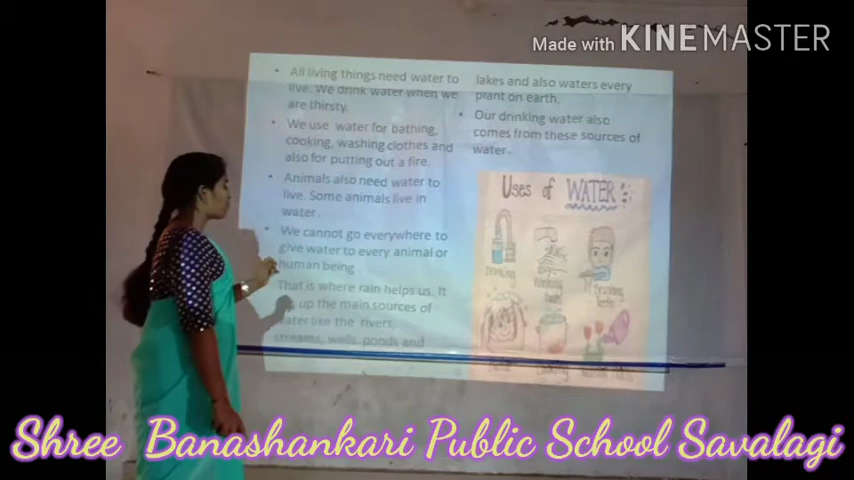 Made with KINEMASTER
All living things need water to
live. We drink water when we
are thirsty.
We use water for bathing,
cooking, washing clothes and
also for putting out a fire.
Animals also need water to
live. Some animals live in
water.
We cannot go everywhere to
give water to every animal or
human being.
That is where rain helps us. It
up the main sources of
water like the rivers,
streams, wells, ponds and
lakes and also waters every
plant on earth.
Our drinking water also
comes from these sources of
water.
Uses of WATER
Drinking
Washing
Brushing
Teeth
Shree Banashankari Public School Savalagi